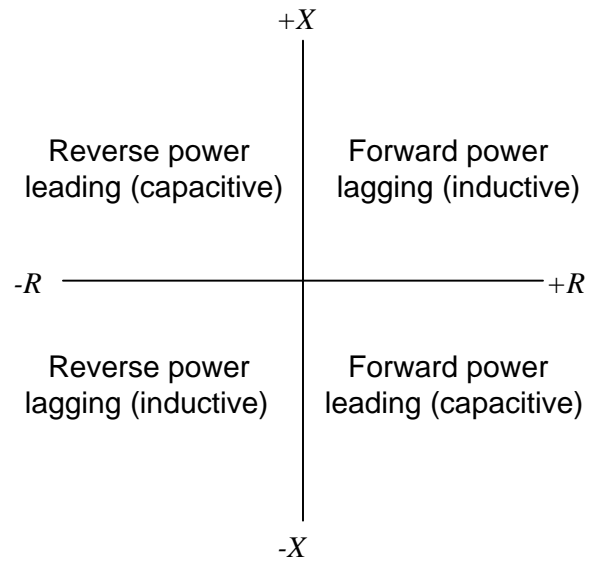 +X
Reverse power
leading (capacitive)
Forward power
lagging (inductive)
-R
+R
Reverse power
lagging (inductive)
Forward power
leading (capacitive)
-X